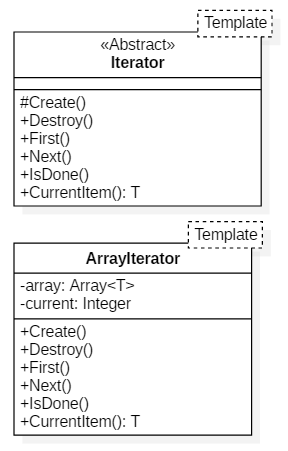 Template
«Abstract»
Iterator
#Create()
+Destroy()
+First()
+Next()
+IsDone()
+CurrentItem(): T
Template
ArrayIterator
-array: Array<T>
-current: Integer
+Create()
+Destroy()
+First()
+Next()
+IsDone()
+CurrentItem(): T